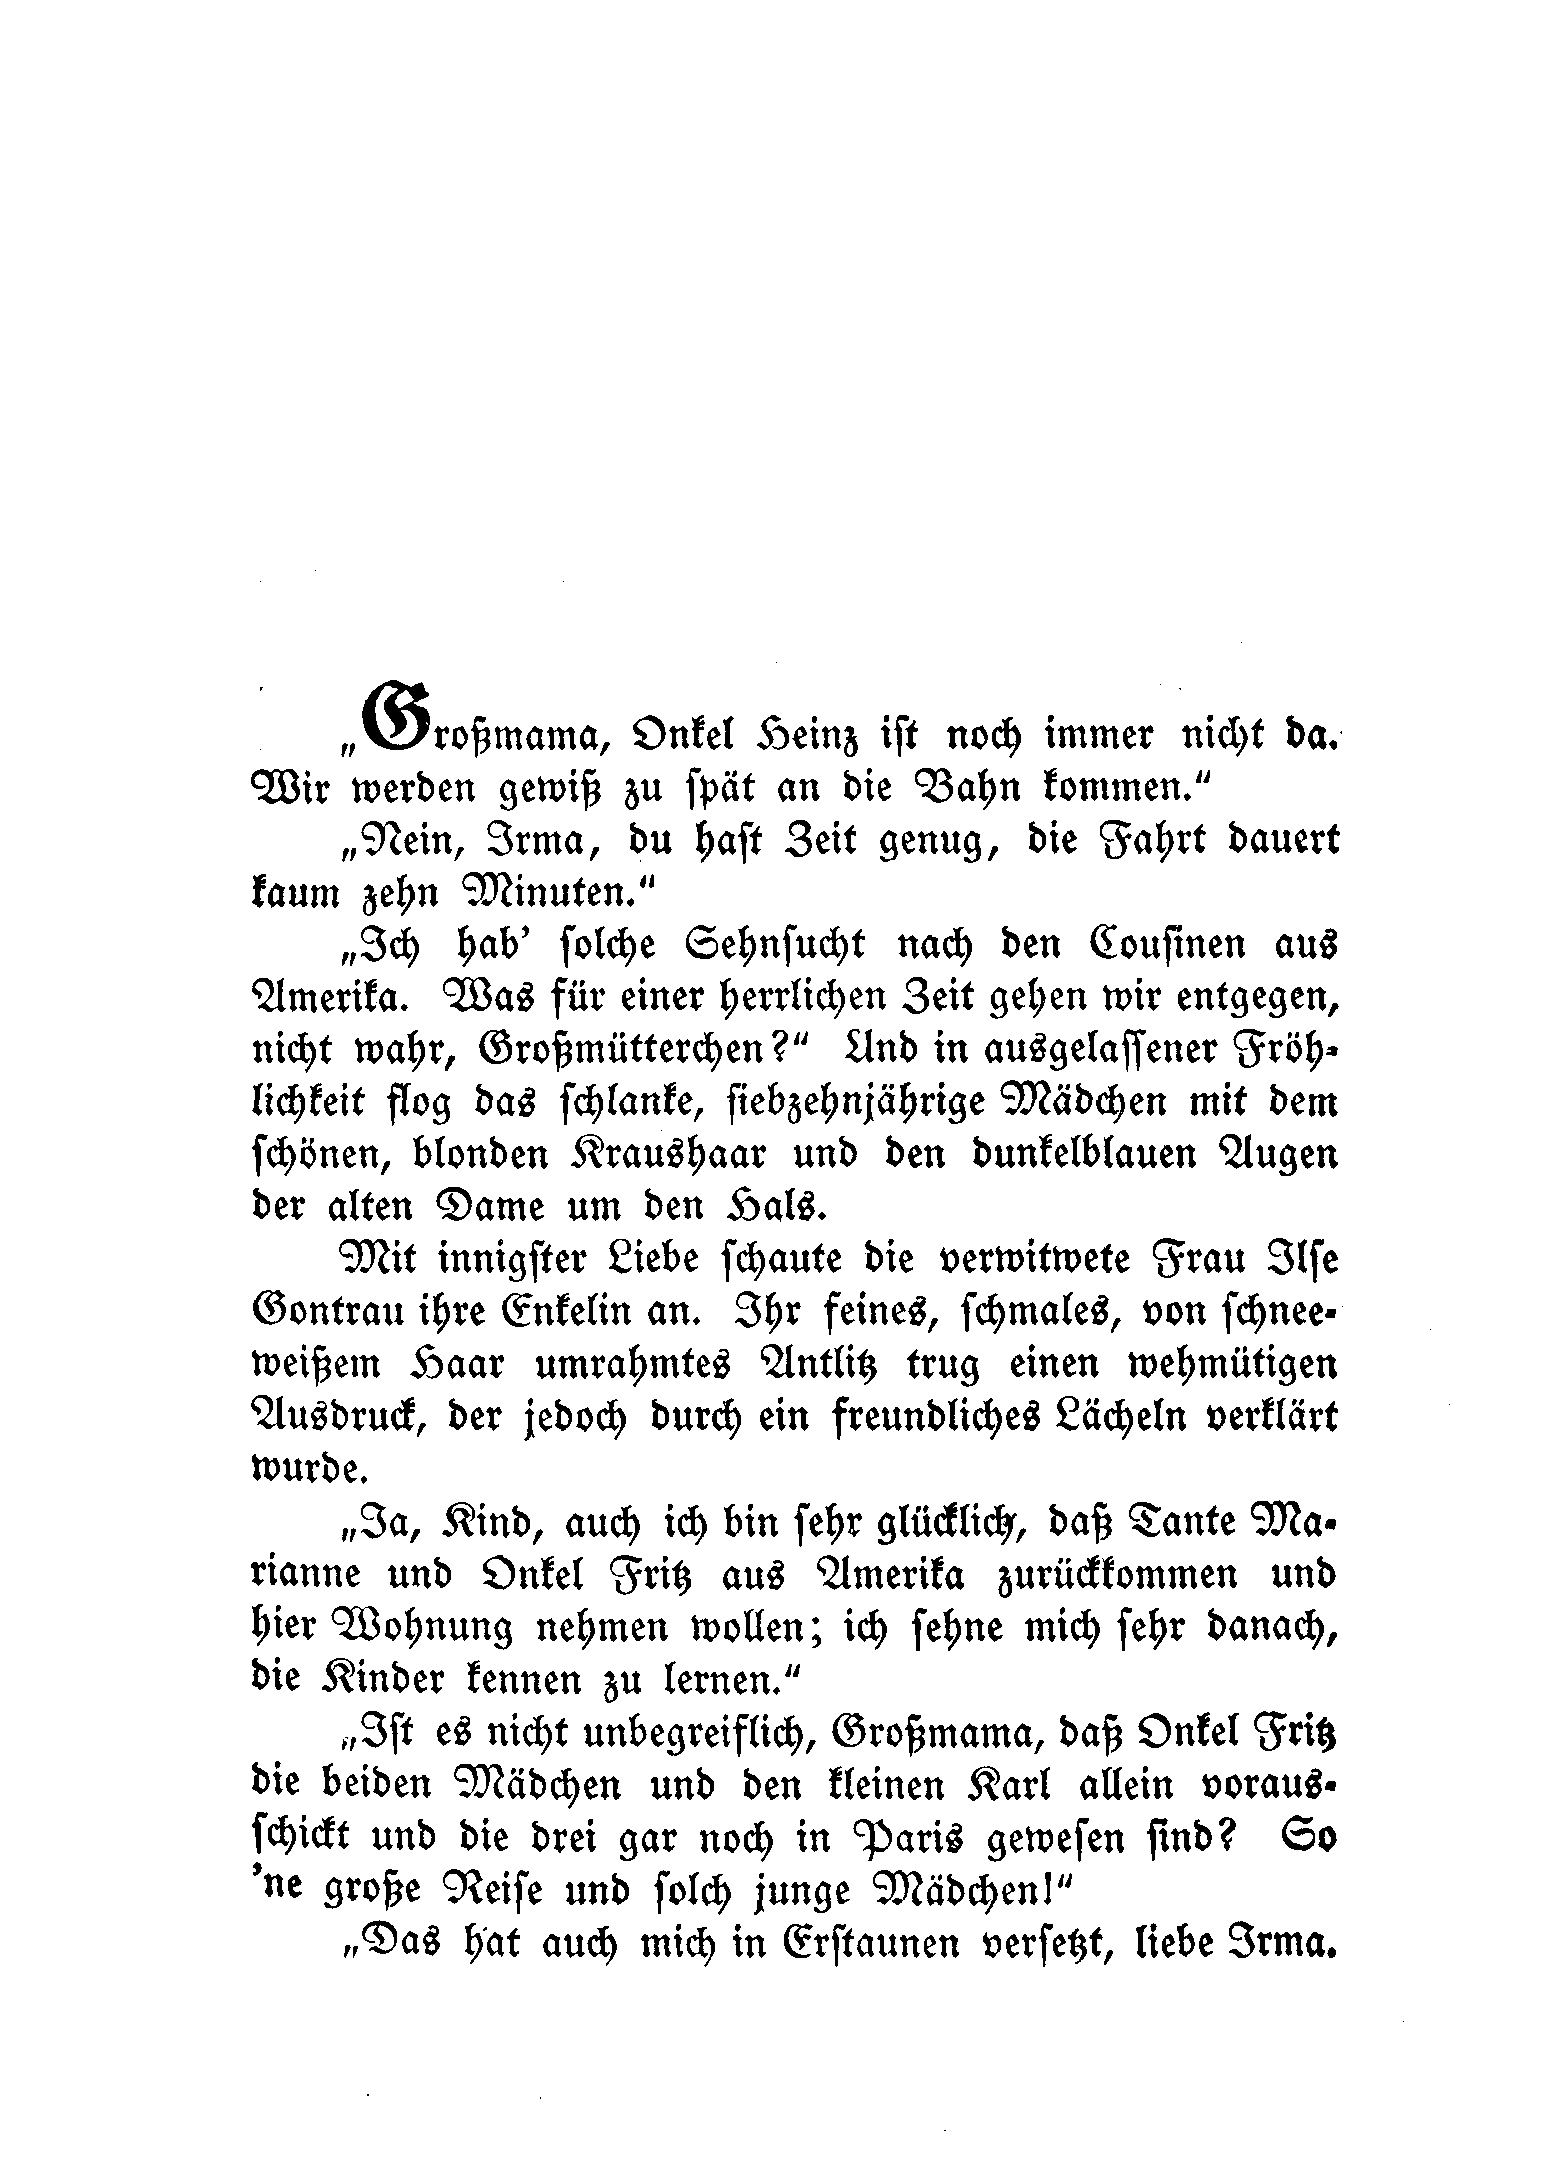 „Großmama, Onkel Heinz ist noch immer nicht da.
Wir werden gewiß zu spät an die Bahn kommen.“
„Nein, Irma, du hast Zeit genug, die Fahrt dauert
kaum zehn Minuten.“
„Ich hab’ solche Sehnsucht nach den Cousinen aus
Amerika. Was für einer herrlichen Zeit gehen wir entgegen,
nicht wahr, Großmütterchen?“ Und in ausgelassener Fröh-
lichkeit flog das schlanke, siebzehnjährige Mädchen mit dem
schönen, blonden Kraushaar und den dunkelblauen Augen
der alten Dame um den Hals.
Mit innigster Liebe schaute die verwitwete Frau Ilse
Gontrau ihre Enkelin an. Ihr feines, schmales, von schnee-
weißem Haar umrahmtes Antlitz trug einen wehmütigen
Ausdruck, der jedoch durch ein freundliches Lächeln verklärt
wurde.
„Ja, Kind, auch ich bin sehr glücklich, daß Tante Ma-
rianne und Onkel Fritz aus Amerika zurückkommen und
hier Wohnung nehmen wollen; ich sehne mich sehr danach,
die Kinder kennen zu lernen.“
„Ist es nicht unbegreiflich, Großmama, daß Onkel Fritz
die beiden Mädchen und den kleinen Karl allein voraus-
schickt und die drei gar noch in Paris gewesen sind? So
’ne große Reise und solch junge Mädchen!“
„Das hat auch mich in Erstaunen versetzt, liebe Irma.